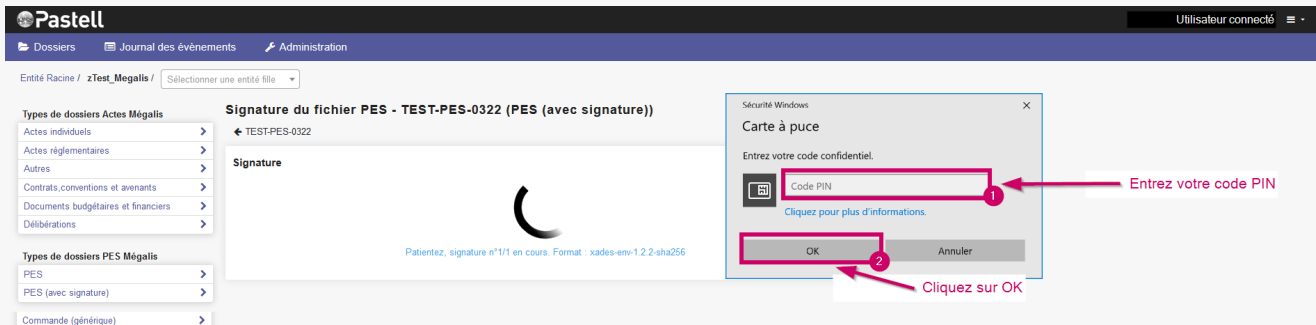 Pastell
Utilisateur connecté
Dossiers Journal des évènements Administration
Entité Racine / zTest_Megalis / Sélectionner une entité fille
Types de dossiers Actes Mégalis
Actes individuels
Actes réglementaires
Autres
Contrats,conventions et avenants
Documents budgétaires et financiers
Délibérations
Types de dossiers PES Mégalis
PES
PES (avec signature)
Commande (générique)
Signature du fichier PES - TEST-PES-0322 (PES (avec signature))
TEST-PES-0322
Signature
Patientez, signature n°1/1 en cours. Format : xades-env-1.2.2-sha256
Sécurité Windows
Carte à puce
Entrez votre code confidentiel.
Code PIN
1
Cliquez pour plus d'informations.
OK Annuler
2
Entrez votre code PIN
Cliquez sur OK